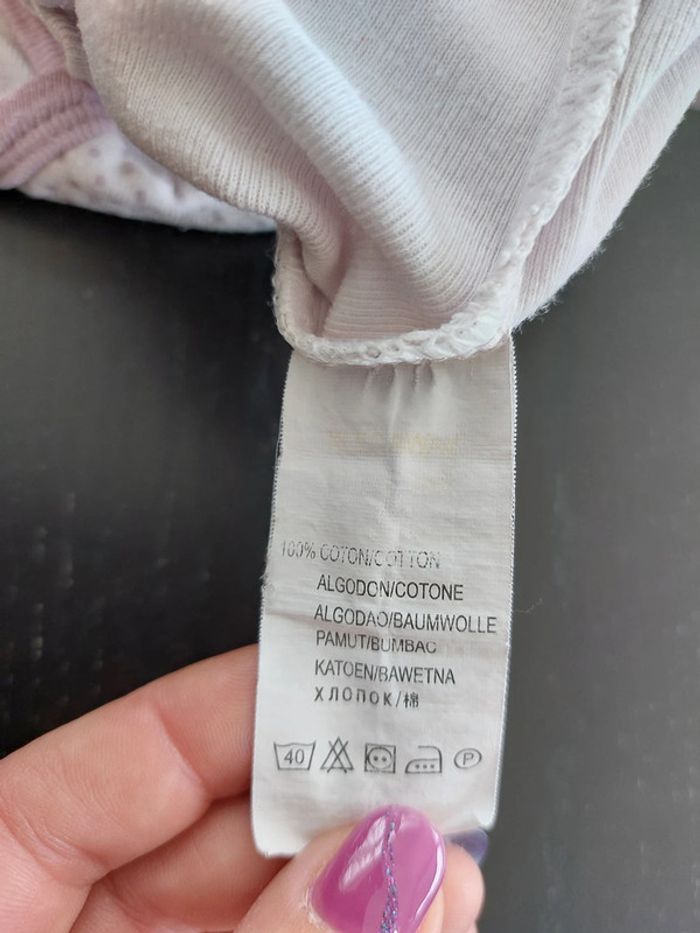 100% COTON/COTTON
ALGODON/COTONE
ALGODAO/BAUMWOLLE
PAMUT/BUMBAC
KATOEN/BAWETNA
ХЛОПОК/棉
40
P